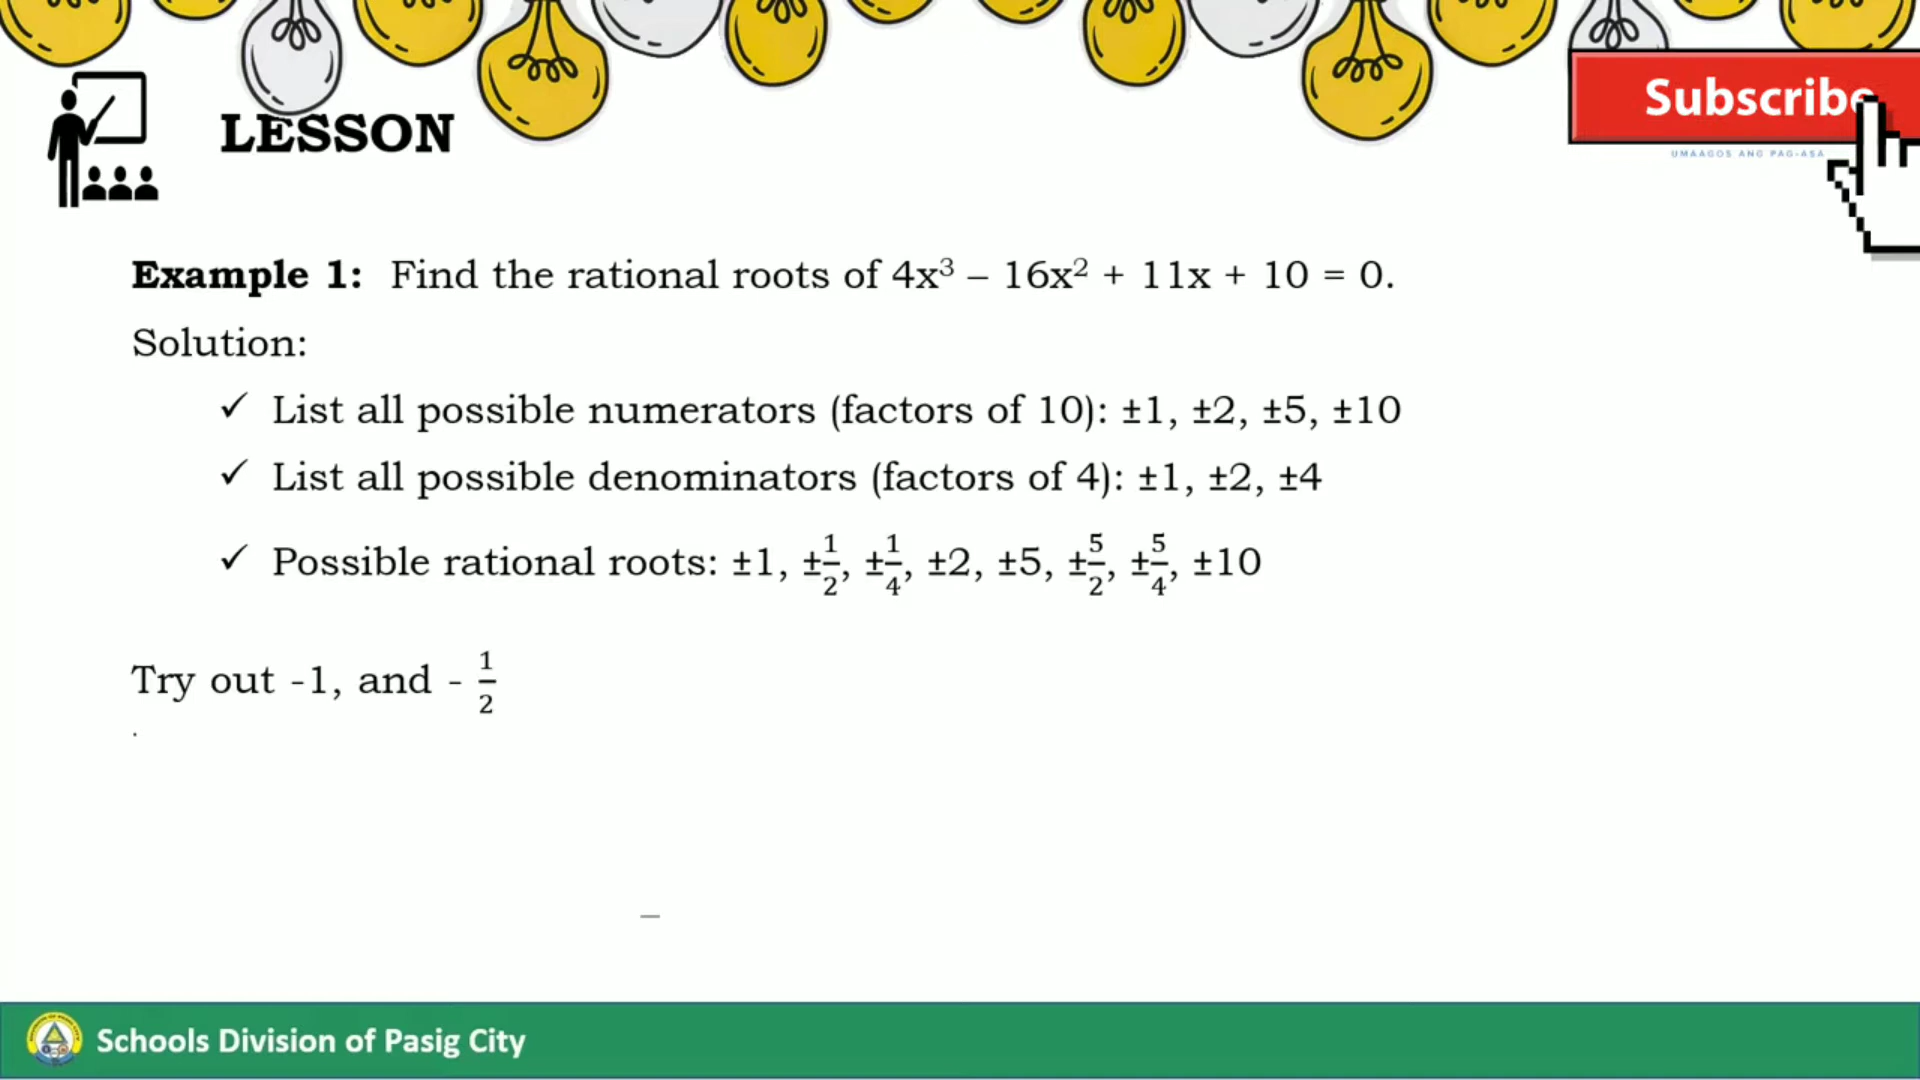 LESSON
Subscribe
UMAAGOS ANG PAG-ASA
Example 1: Find the rational roots of 4x³ – 16x² + 11x + 10 = 0.
Solution:
✓ List all possible numerators (factors of 10): ±1, ±2, ±5, ±10
✓ List all possible denominators (factors of 4): ±1, ±2, ±4
✓ Possible rational roots: ±1, ±1/2, ±1/4, ±2, ±5, ±5/2, ±5/4, ±10
Try out -1, and - 1/2
.
Schools Division of Pasig City